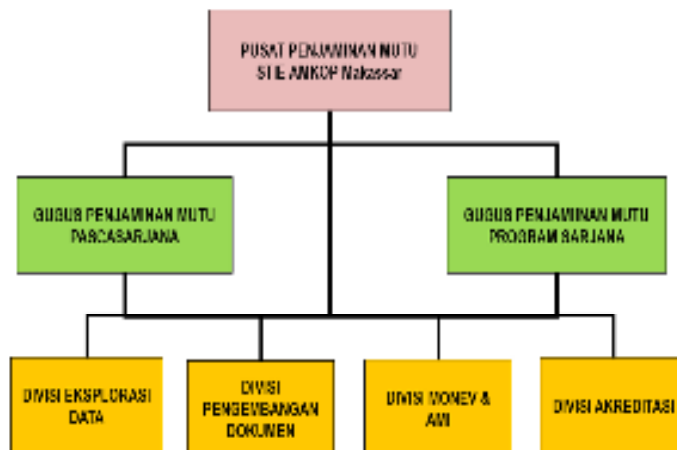 PUSAT PENJAMINAN MUTU
STIE AMKOP Makassar
GUGUS PENJAMINAN MUTU
PASCASARJANA
GUGUS PENJAMINAN MUTU
PROGRAM SARJANA
DIVISI EKSPLORASI
DATA
DIVISI
PENGEMBANGAN
DOKUMEN
DIVISI MONEV &
AMI
DIVISI AKREDITASI